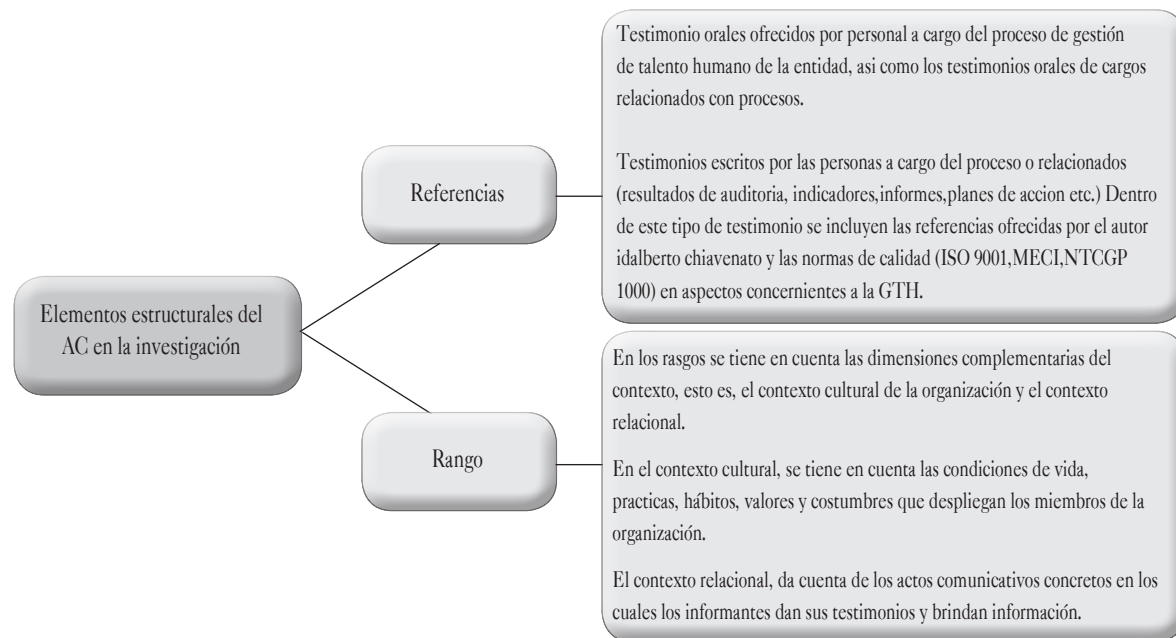 Elementos estructurales del
AC en la investigación
Referencias
Testimonio orales ofrecidos por personal a cargo del proceso de gestión
de talento humano de la entidad, asi como los testimonios orales de cargos
relacionados con procesos.
Testimonios escritos por las personas a cargo del proceso o relacionados
(resultados de auditoria, indicadores,informes,planes de accion etc.) Dentro
de este tipo de testimonio se incluyen las referencias ofrecidas por el autor
idalberto chiavenato y las normas de calidad (ISO 9001,MECI,NTCGP
1000) en aspectos concernientes a la GTH.
Rango
En los rasgos se tiene en cuenta las dimensiones complementarias del
contexto, esto es, el contexto cultural de la organización y el contexto
relacional.
En el contexto cultural, se tiene en cuenta las condiciones de vida,
practicas, hábitos, valores y costumbres que despliegan los miembros de la
organización.
El contexto relacional, da cuenta de los actos comunicativos concretos en los
cuales los informantes dan sus testimonios y brindan información.